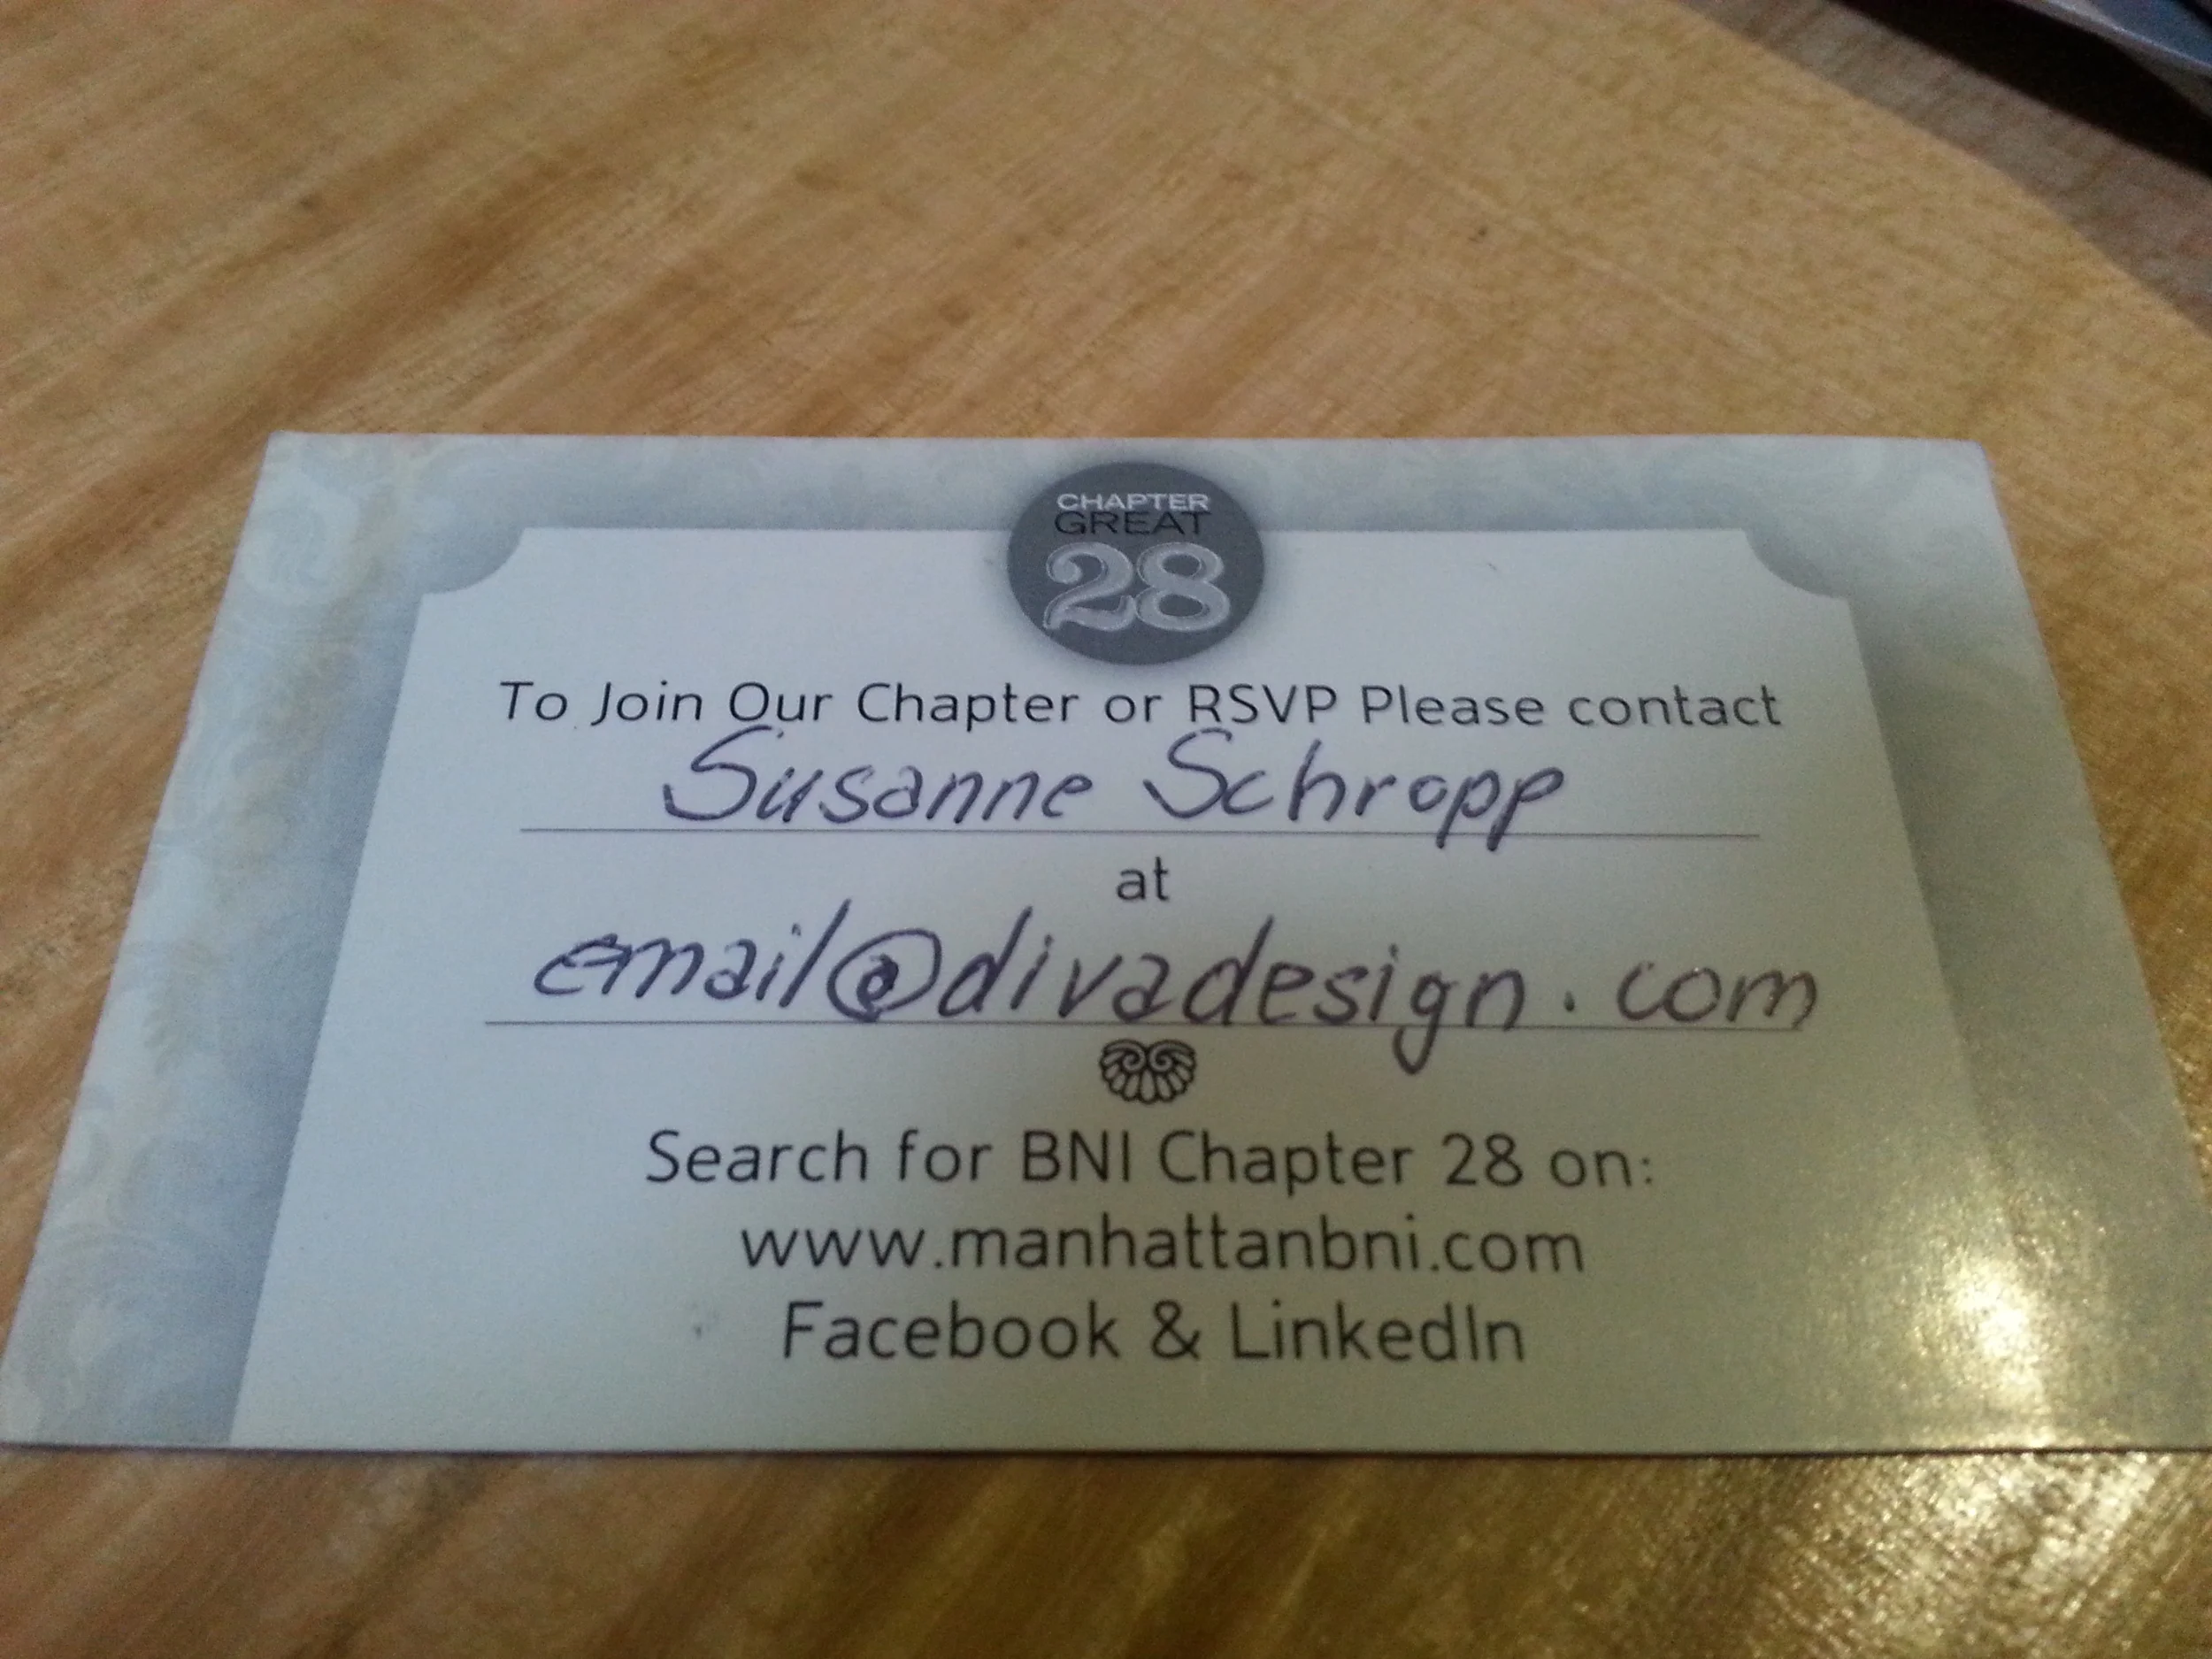 CHAPTER
GREAT
28
To Join Our Chapter or RSVP Please contact
Susanne Schropp
at
email@divadesign.com
Search for BNI Chapter 28 on:
www.manhattanbni.com
Facebook & LinkedIn